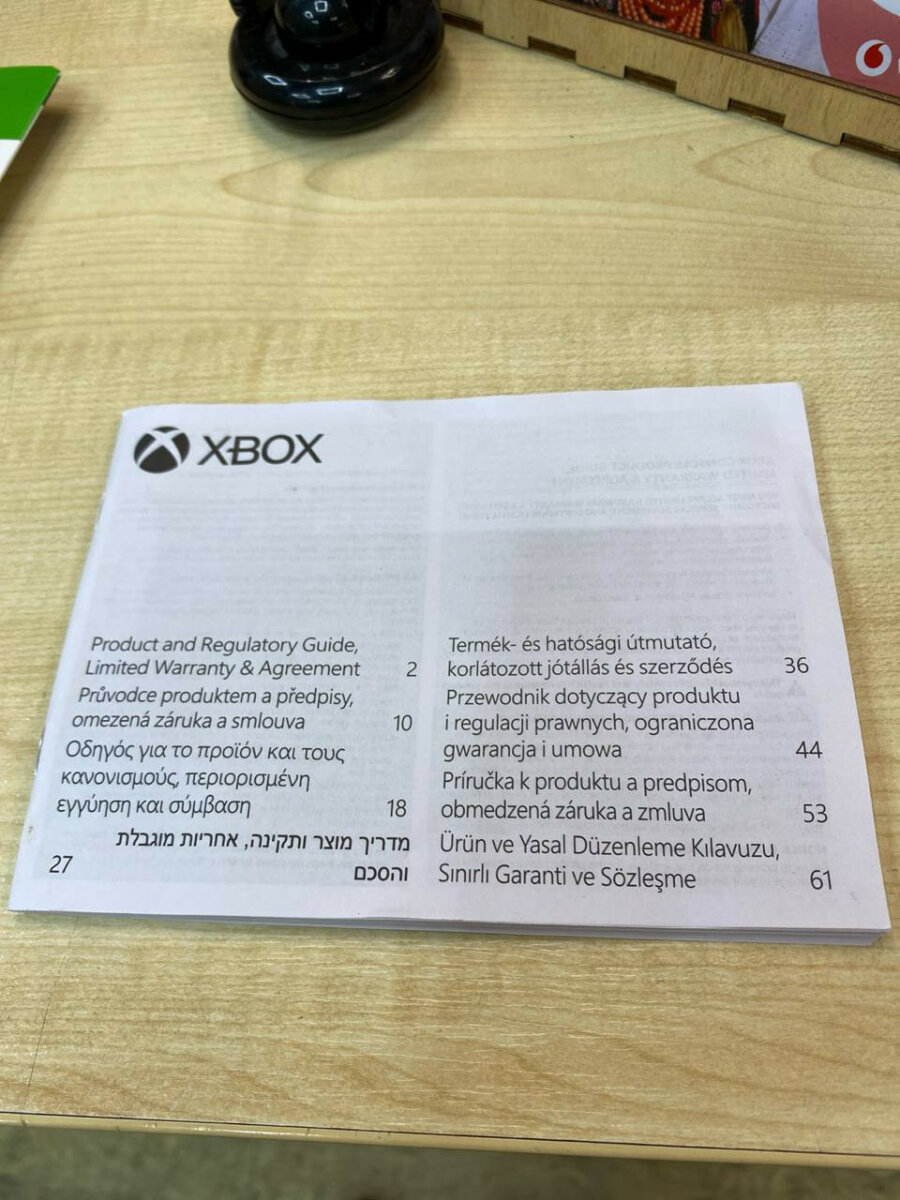 XBOX
Product and Regulatory Guide,
Limited Warranty & Agreement 2
Průvodce produktem a předpisy,
omezená záruka a smlouva 10
Οδηγός για το προϊόν και τους
κανονισμούς, περιορισμένη
εγγύηση και σύμβαση 18
מדריך מוצר ותקינה, אחריות מוגבלת
והסכם 27
Termék- és hatósági útmutató,
korlátozott jótállás és szerződés 36
Przewodnik dotyczący produktu
i regulacji prawnych, ograniczona
gwarancja i umowa 44
Príručka k produktu a predpisom,
obmedzená záruka a zmluva 53
Ürün ve Yasal Düzenleme Kılavuzu,
Sınırlı Garanti ve Sözleşme 61